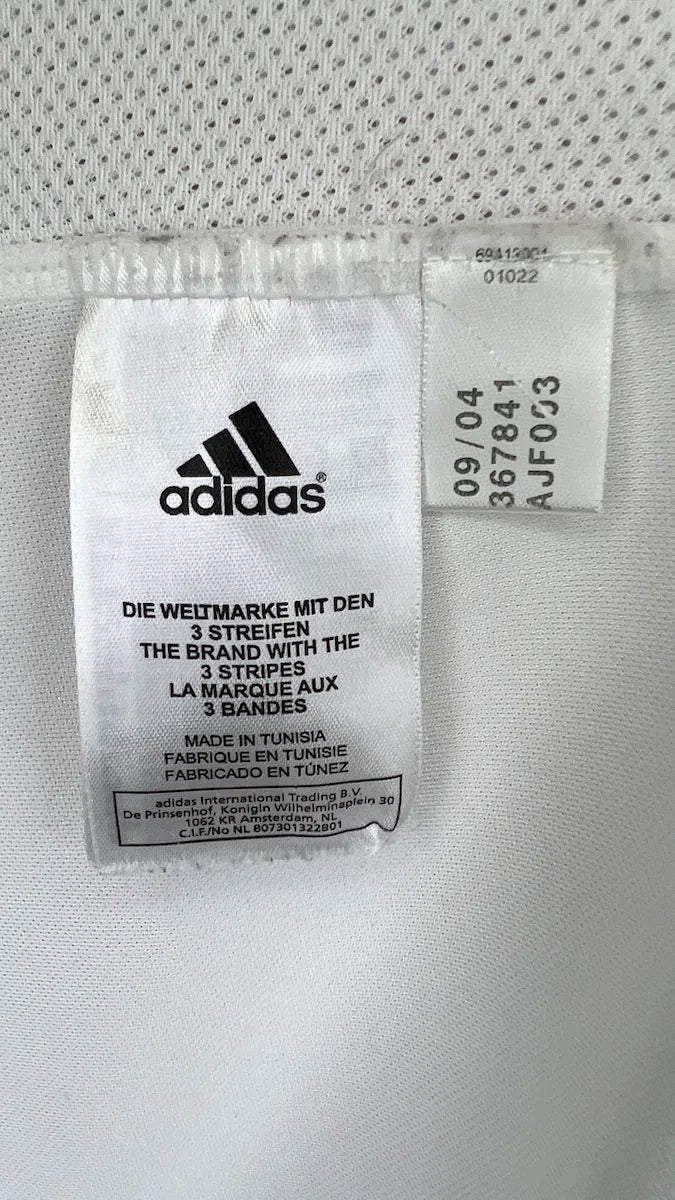 adidas®
DIE WELTMARKE MIT DEN
3 STREIFEN
THE BRAND WITH THE
3 STRIPES
LA MARQUE AUX
3 BANDES
MADE IN TUNISIA
FABRIQUE EN TUNISIE
FABRICADO EN TÚNEZ
adidas International Trading B.V.
De Prinsenhof, Konigin Wilhelminaplein 30
1062 KR Amsterdam, NL
C.I.F./No NL 807301322B01
01022
09/04
367841
AJF003